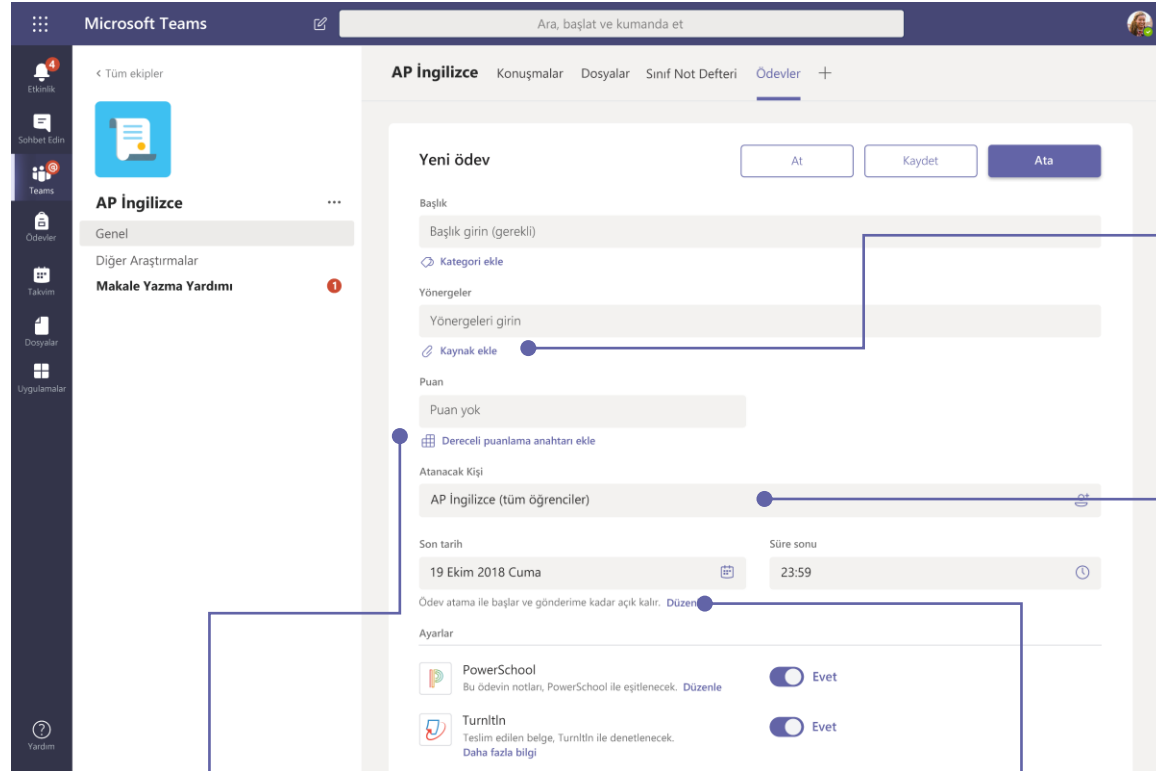 Microsoft Teams
Ara, başlat ve kumanda et
4
Etkinlik
Sohbet Edin
@
Teams
Ödevler
Takvim
Dosyalar
Uygulamalar
Yardım
< Tüm ekipler
AP İngilizce
...
Genel
Diğer Araştırmalar
Makale Yazma Yardımı
1
AP İngilizce Konuşmalar Dosyalar Sınıf Not Defteri Ödevler +
Yeni ödev
At
Kaydet
Ata
Başlık
Başlık girin (gerekli)
Kategori ekle
Yönergeler
Yönergeleri girin
Kaynak ekle
Puan
Puan yok
Dereceli puanlama anahtarı ekle
Atanacak Kişi
AP İngilizce (tüm öğrenciler)
Son tarih
Süre sonu
19 Ekim 2018 Cuma
23:59
Ödev atama ile başlar ve gönderime kadar açık kalır. Düzen
Ayarlar
PowerSchool
Bu ödevin notları, PowerSchool ile eşitlenecek. Düzenle
Evet
TurnItIn
Teslim edilen belge, TurnItIn ile denetlenecek.
Daha fazla bilgi
Evet